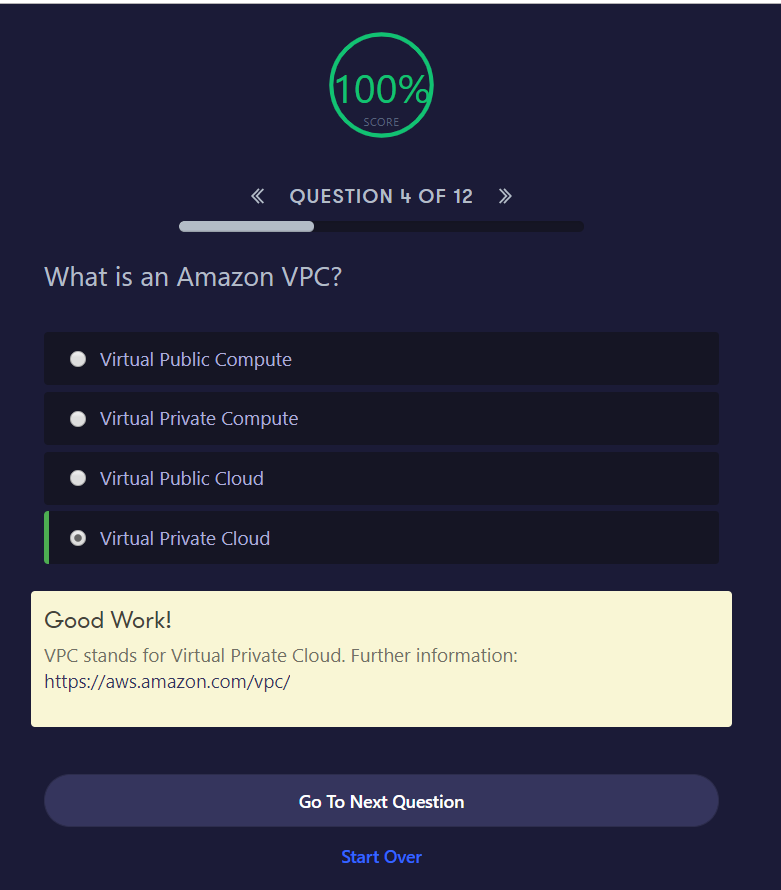 100%
SCORE
QUESTION 4 OF 12
What is an Amazon VPC?
Virtual Public Compute
Virtual Private Compute
Virtual Public Cloud
Virtual Private Cloud
Good Work!
VPC stands for Virtual Private Cloud. Further information:
https://aws.amazon.com/vpc/
Go To Next Question
Start Over